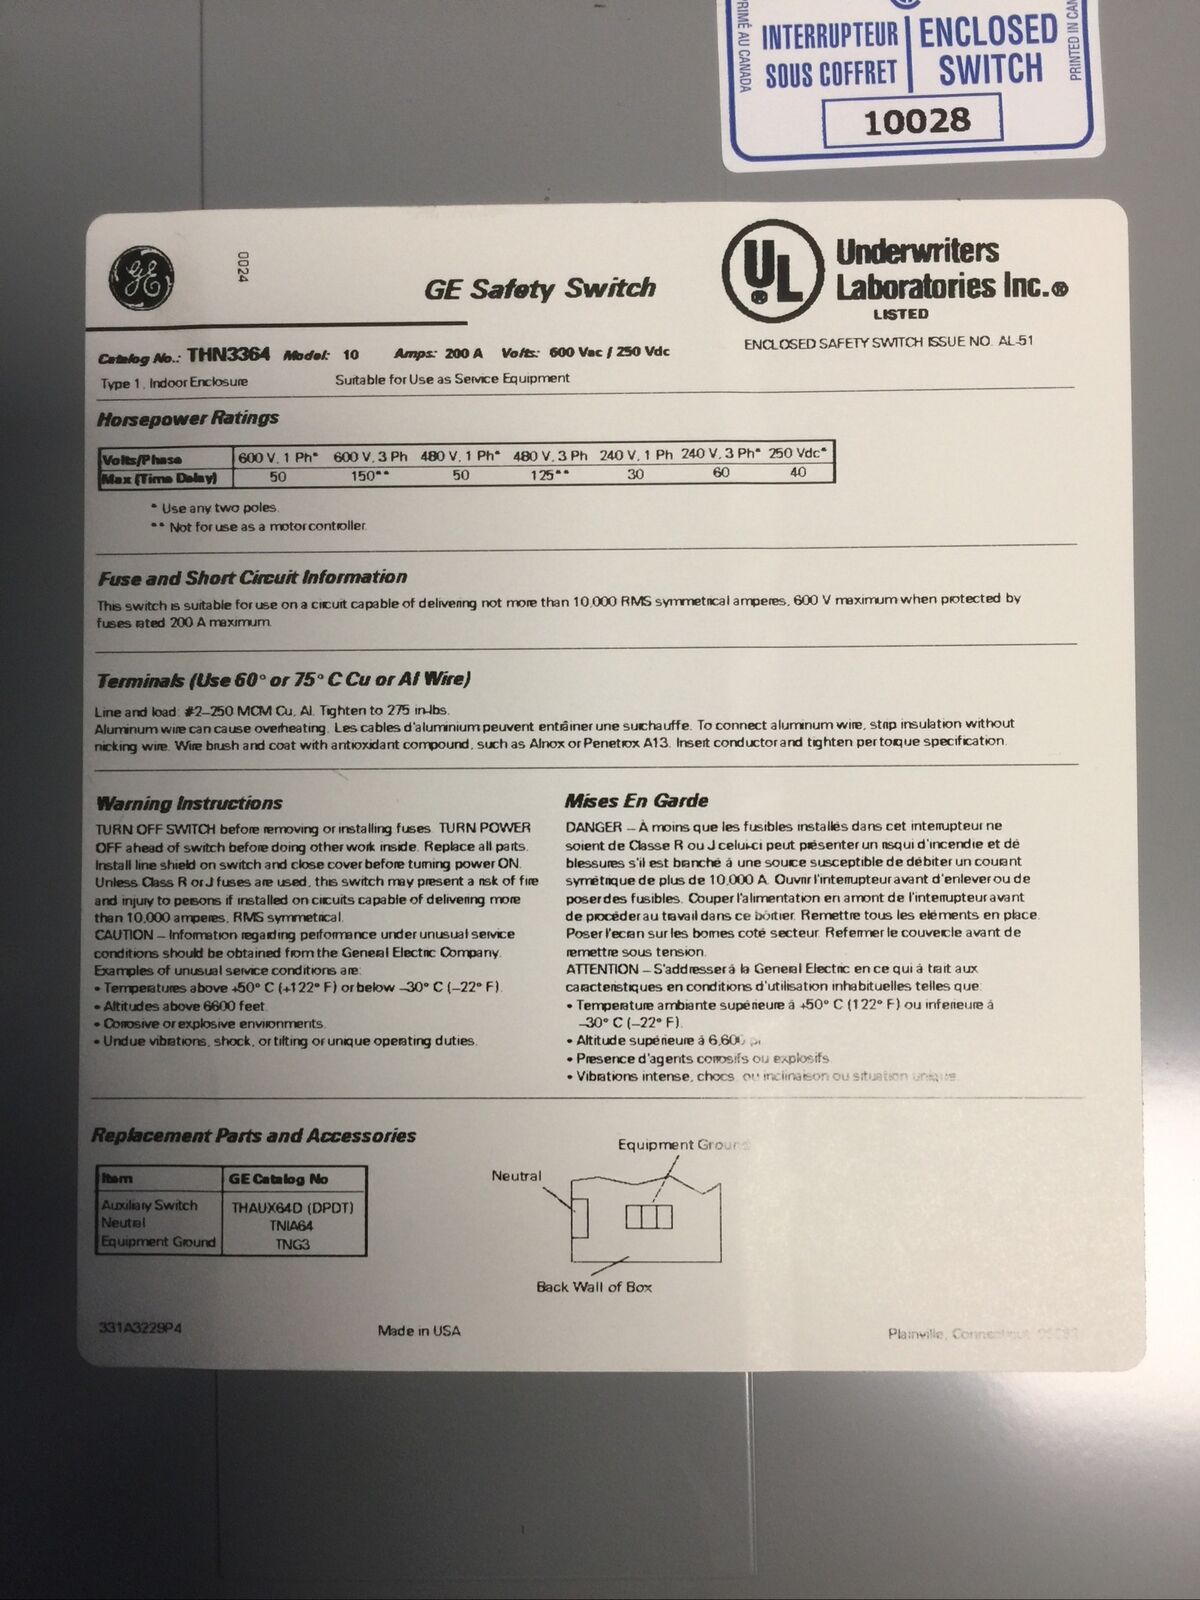 PRIMÉ AU CANADA
INTERRUPTEUR SOUS COFFRET
ENCLOSED SWITCH
PRINTED IN CAN
10028
GE
0024
GE Safety Switch
UL
Underwriters
Laboratories Inc.®
LISTED
ENCLOSED SAFETY SWITCH ISSUE NO. AL-51
Catalog No.: THN3364 Model: 10 Amps: 200 A Volts: 600 Vac / 250 Vdc
Type 1, Indoor Enclosure Suitable for Use as Service Equipment
Horsepower Ratings
Volts/Phase 600 V, 1 Ph* 600 V, 3 Ph 480 V, 1 Ph* 480 V, 3 Ph 240 V, 1 Ph 240 V, 3 Ph* 250 Vdc*
Max (Time Delay) 50 150** 50 125** 30 60 40
* Use any two poles.
** Not for use as a motor controller.
Fuse and Short Circuit Information
This switch is suitable for use on a circuit capable of delivering not more than 10,000 RMS symmetrical amperes, 600 V maximum when protected by
fuses rated 200 A maximum.
Terminals (Use 60° or 75° C Cu or Al Wire)
Line and load: #2–250 MCM Cu, Al. Tighten to 275 in-lbs.
Aluminum wire can cause overheating. Les cables d'aluminium peuvent entrâiner une surchauffe. To connect aluminum wire, strip insulation without
nicking wire. Wire brush and coat with antioxidant compound, such as Alnox or Penetrox A13. Insert conductor and tighten per torque specification.
Warning Instructions
TURN OFF SWITCH before removing or installing fuses. TURN POWER
OFF ahead of switch before doing other work inside. Replace all parts.
Install line shield on switch and close cover before turning power ON.
Unless Class R or J fuses are used, this switch may present a risk of fire
and injury to persons if installed on circuits capable of delivering more
than 10,000 amperes, RMS symmetrical.
CAUTION – Information regarding performance under unusual service
conditions should be obtained from the General Electric Company.
Examples of unusual service conditions are:
• Temperatures above +50° C (+122° F) or below –30° C (–22° F).
• Altitudes above 6600 feet.
• Corrosive or explosive environments.
• Undue vibrations, shock, or tilting or unique operating duties.
Mises En Garde
DANGER – À moins que les fusibles installés dans cet interrupteur ne
soient de Classe R ou J celui-ci peut présenter un risqui d'incendie et dé
blessures s'il est branché à une source susceptible de débiter un courant
symétrique de plus de 10,000 A. Ouvrir l'interrupteur avant d'enlever ou de
poser des fusibles. Couper l'alimentation en amont de l'interrupteur avant
de procéder au travail dans ce boîtier. Remettre tous les eléments en place.
Poser l'ecran sur les bornes coté secteur. Refermer le couvercle avant de
remettre sous tension.
ATTENTION – S'addresser à la General Electric en ce qui à trait aux
caractéristiques en conditions d'utilisation inhabituelles telles que:
• Temperature ambiante supérieure à +50° C (122° F) ou inferieure à
–30° C (–22° F).
• Altitude supérieure à 6,600 pi
• Presence d'agents corrosifs ou explosifs
• Vibrations intense, chocs, ou inclinaison ou situation unique.
Replacement Parts and Accessories
Item GE Catalog No
Auxiliary Switch THAUX64D (DPDT)
Neutral TNIA64
Equipment Ground TNG3
Equipment Ground
Neutral
Back Wall of Box
331A3229P4
Made in USA
Plainville, Connecticut